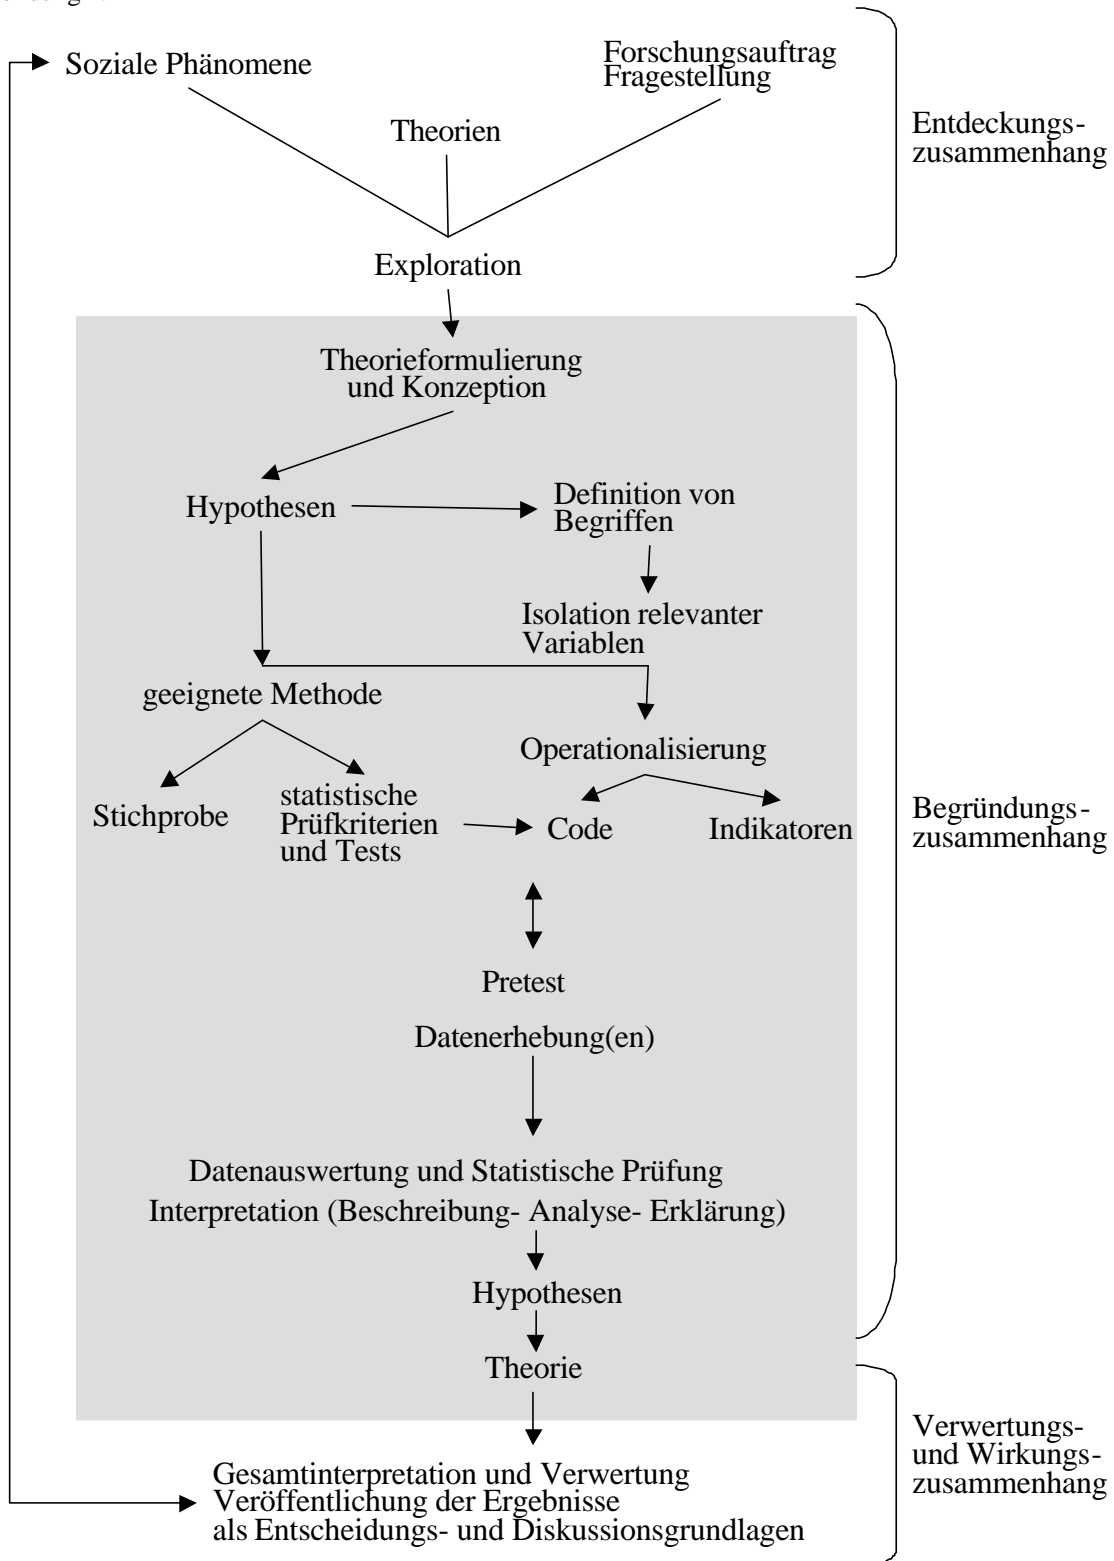 Soziale Phänomene
Forschungsauftrag
Fragestellung
Theorien
Entdeckungs-
zusammenhang
Exploration
Theorieformulierung
und Konzeption
Hypothesen
Definition von
Begriffen
Isolation relevanter
Variablen
geeignete Methode
Operationalisierung
Stichprobe
statistische
Prüfkriterien
und Tests
Code
Indikatoren
Begründungs-
zusammenhang
Pretest
Datenerhebung(en)
Datenauswertung und Statistische Prüfung
Interpretation (Beschreibung- Analyse- Erklärung)
Hypothesen
Theorie
Verwertungs-
und Wirkungs-
zusammenhang
Gesamtinterpretation und Verwertung
Veröffentlichung der Ergebnisse
als Entscheidungs- und Diskussionsgrundlagen